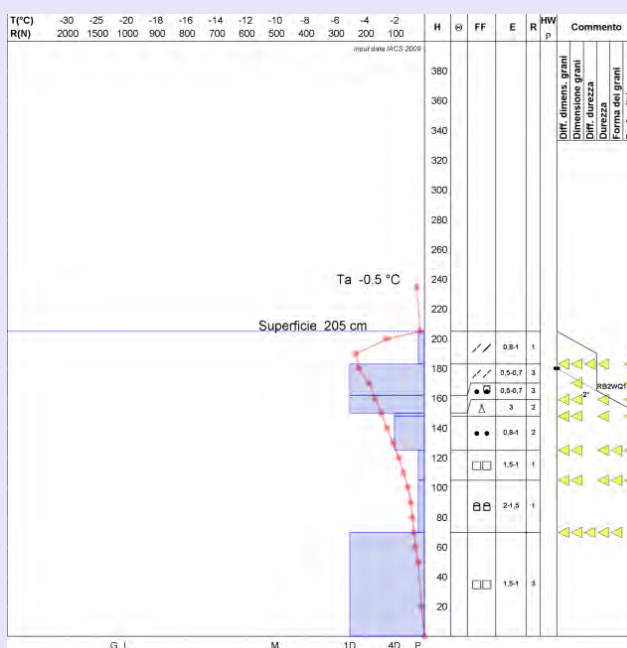 T(°C) -30 -25 -20 -18 -16 -14 -12 -10 -8 -6 -4 -2 H FF E R HW Commento
R(N) 2000 1500 1000 900 800 700 600 500 400 300 200 100 P
input data IACS 2009
Diff. dimens. grani
Dimensione grani
Diff. durezza
Durezza
Forma dei grani
380
360
340
320
300
280
260
240
Ta -0.5 °C
220
Superficie 205 cm
200
0,8-1 1
180
0,5-0,7 3
RB2WQ1
0,5-0,7 3
2"
160
3 2
140
0,8-1 2
120
1,5-1 1
100
2-1,5 1
80
60
40
1,5-1 3
20
G I M 1D 4D P